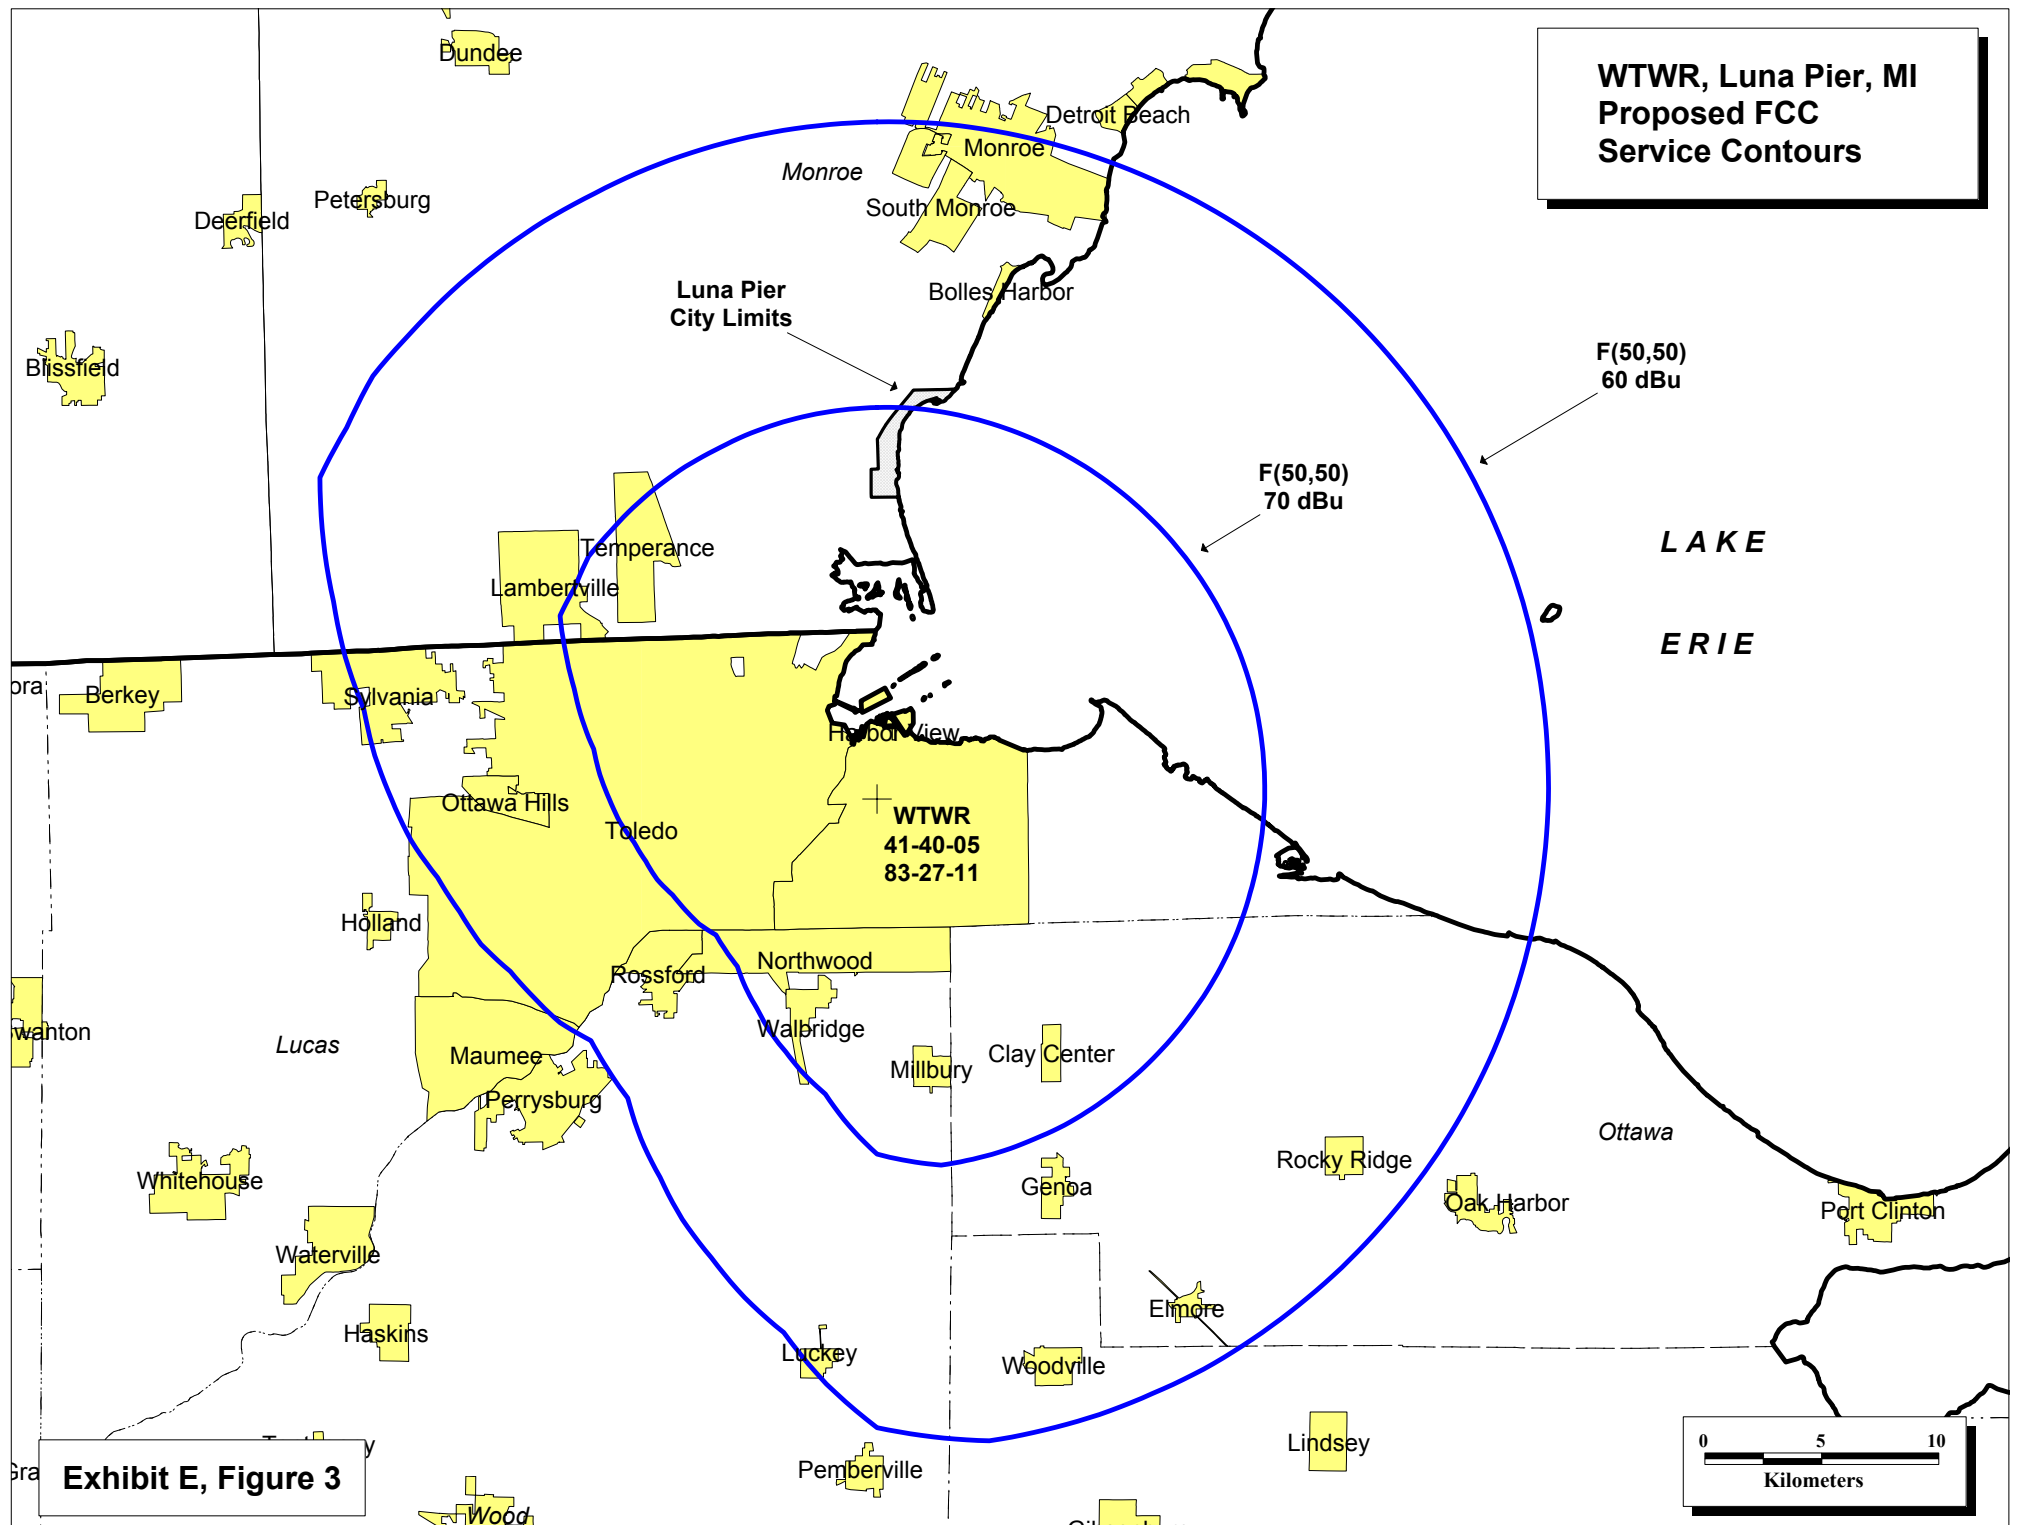 WTWR, Luna Pier, MI
Proposed FCC
Service Contours
Dundee
Detroit Beach
Monroe
Monroe
Petersburg
South Monroe
Deerfield
Luna Pier
City Limits
Bolles Harbor
Blissfield
F(50,50)
60 dBu
F(50,50)
70 dBu
LAKE
ERIE
Temperance
Lambertville
ora
Berkey
Sylvania
Harbor View
Ottawa Hills
Toledo
WTWR
41-40-05
83-27-11
Holland
Northwood
Rossford
Walbridge
wanton
Lucas
Maumee
Clay Center
Millbury
Perrysburg
Ottawa
Rocky Ridge
Whitehouse
Genoa
Oak Harbor
Port Clinton
Waterville
Elmore
Haskins
Luckey
Woodville
Lindsey
Pemberville
0 5 10
Kilometers
Exhibit E, Figure 3
Wood